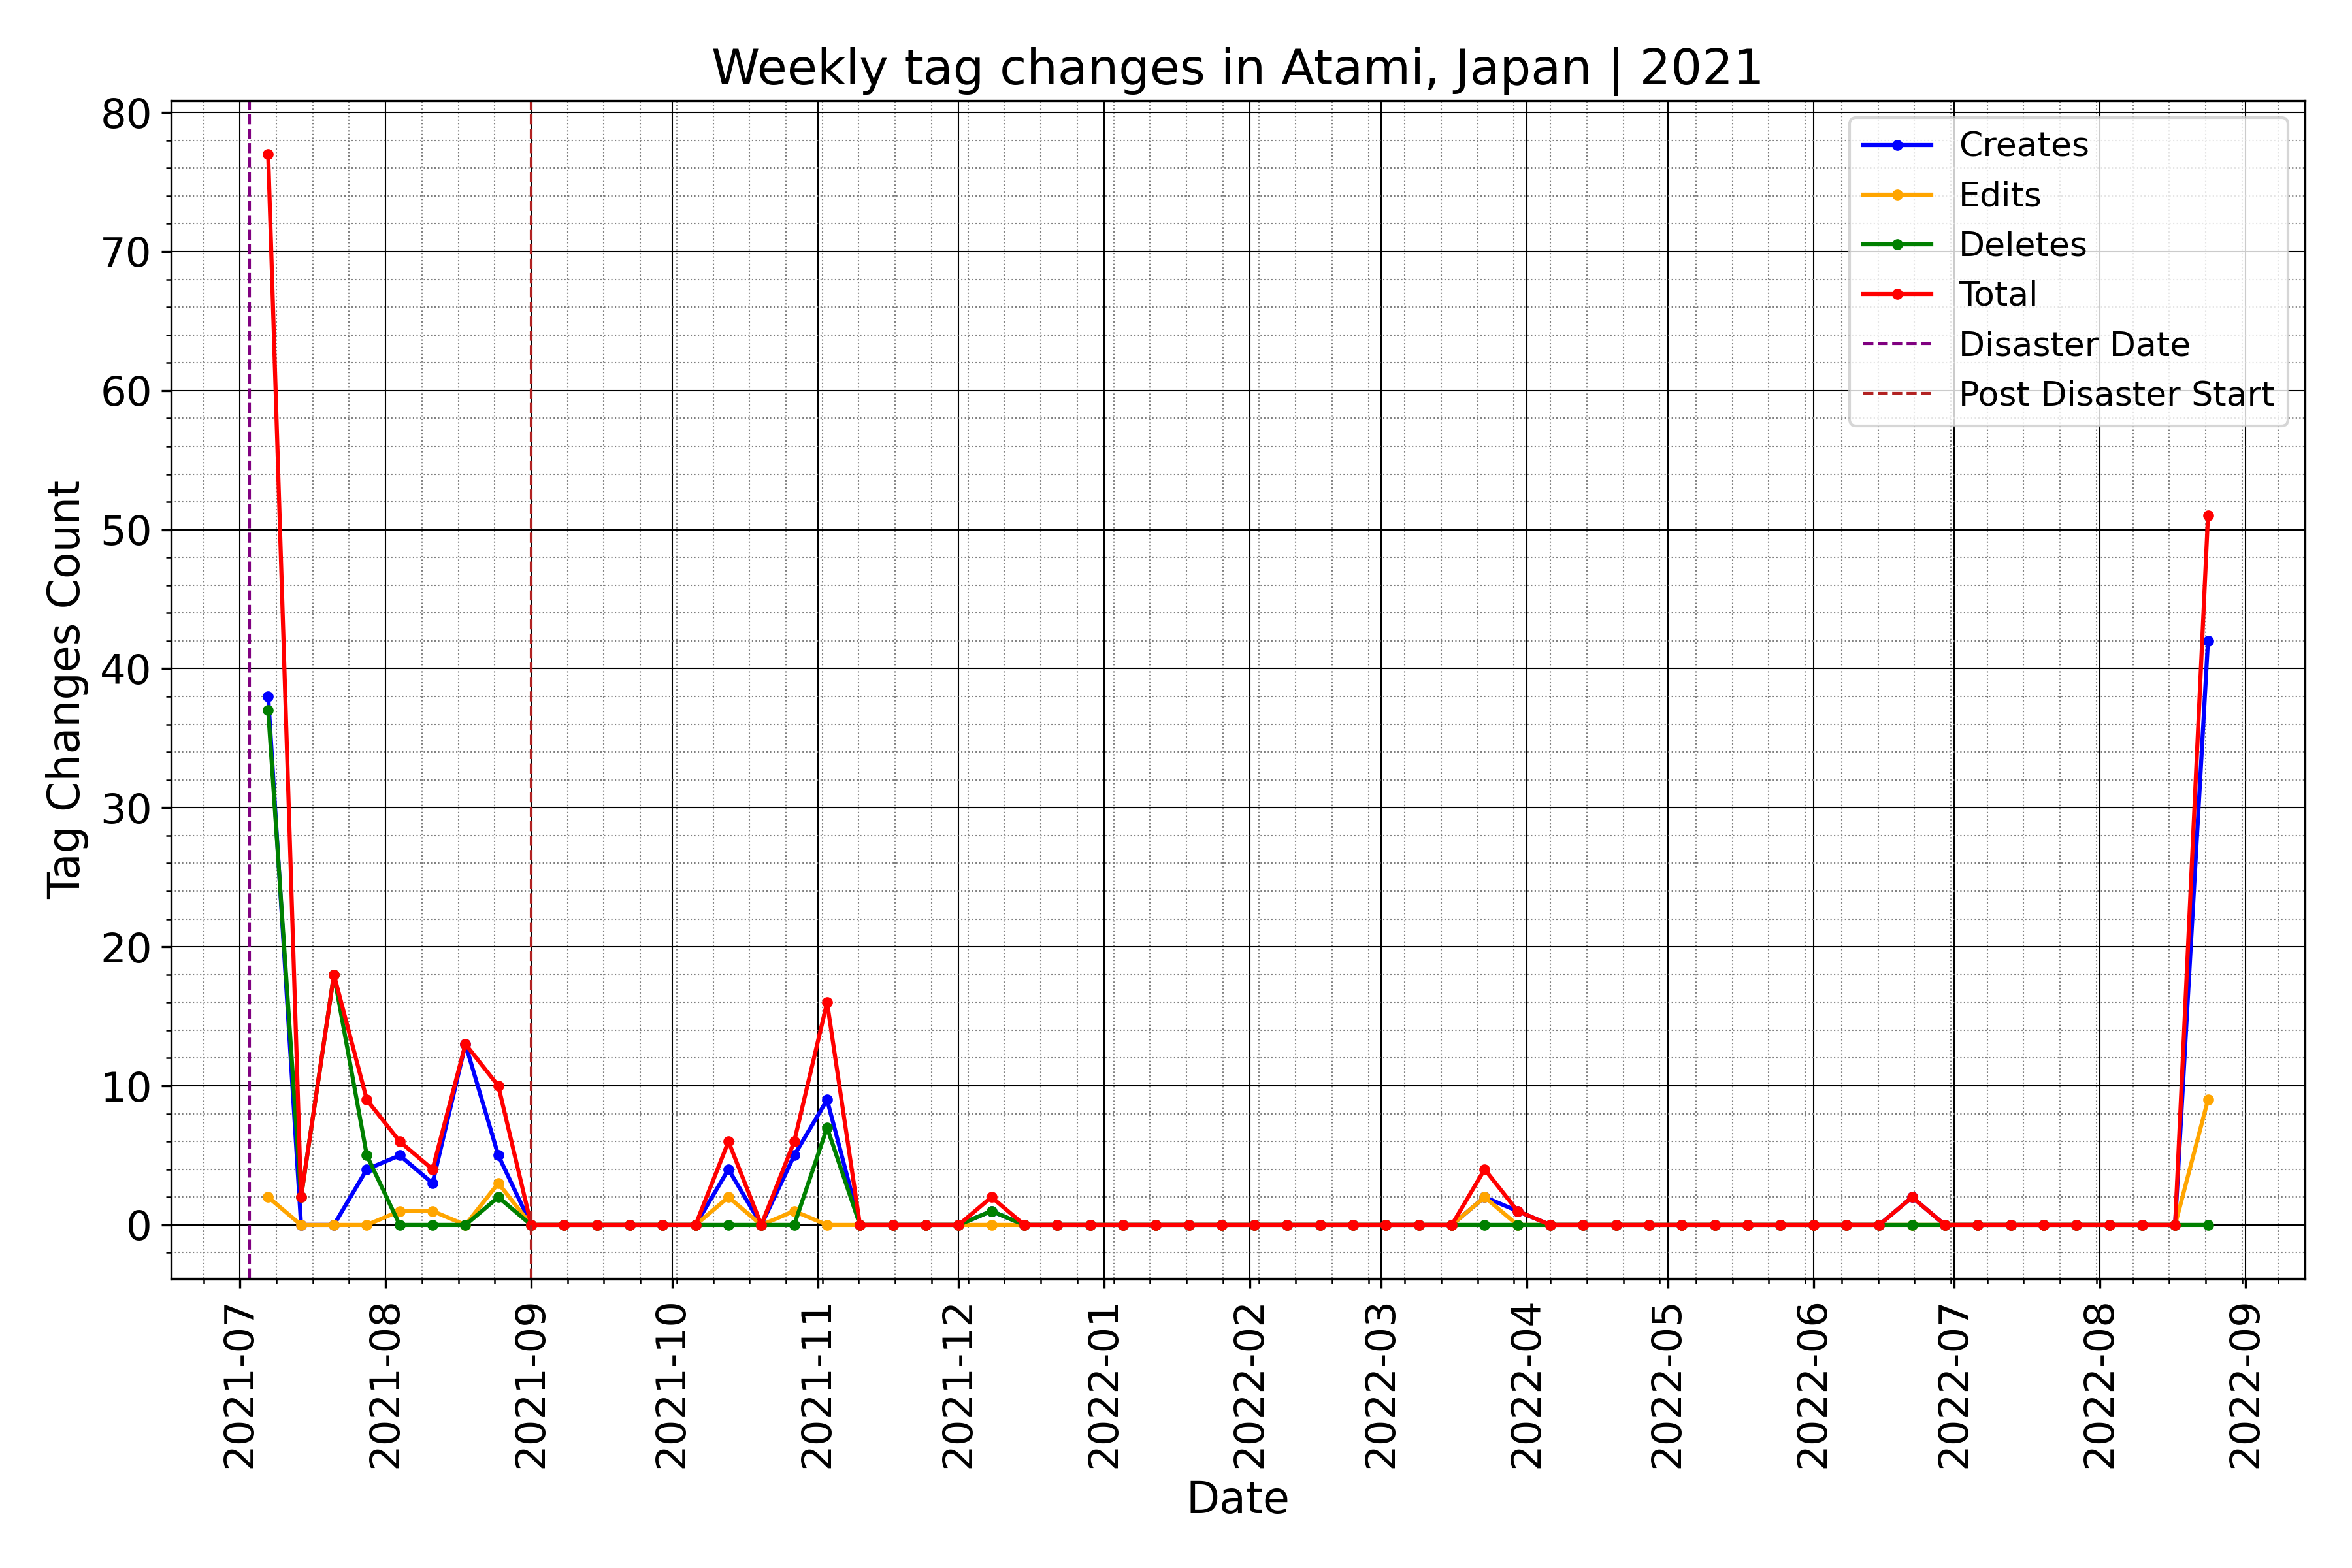 Weekly tag changes in Atami, Japan | 2021
Tag Changes Count
80
70
60
50
40
30
20
10
0
Creates
Edits
Deletes
Total
Disaster Date
Post Disaster Start
2021-07
2021-08
2021-09
2021-10
2021-11
2021-12
2022-01
2022-02
2022-03
2022-04
2022-05
2022-06
2022-07
2022-08
2022-09
Date